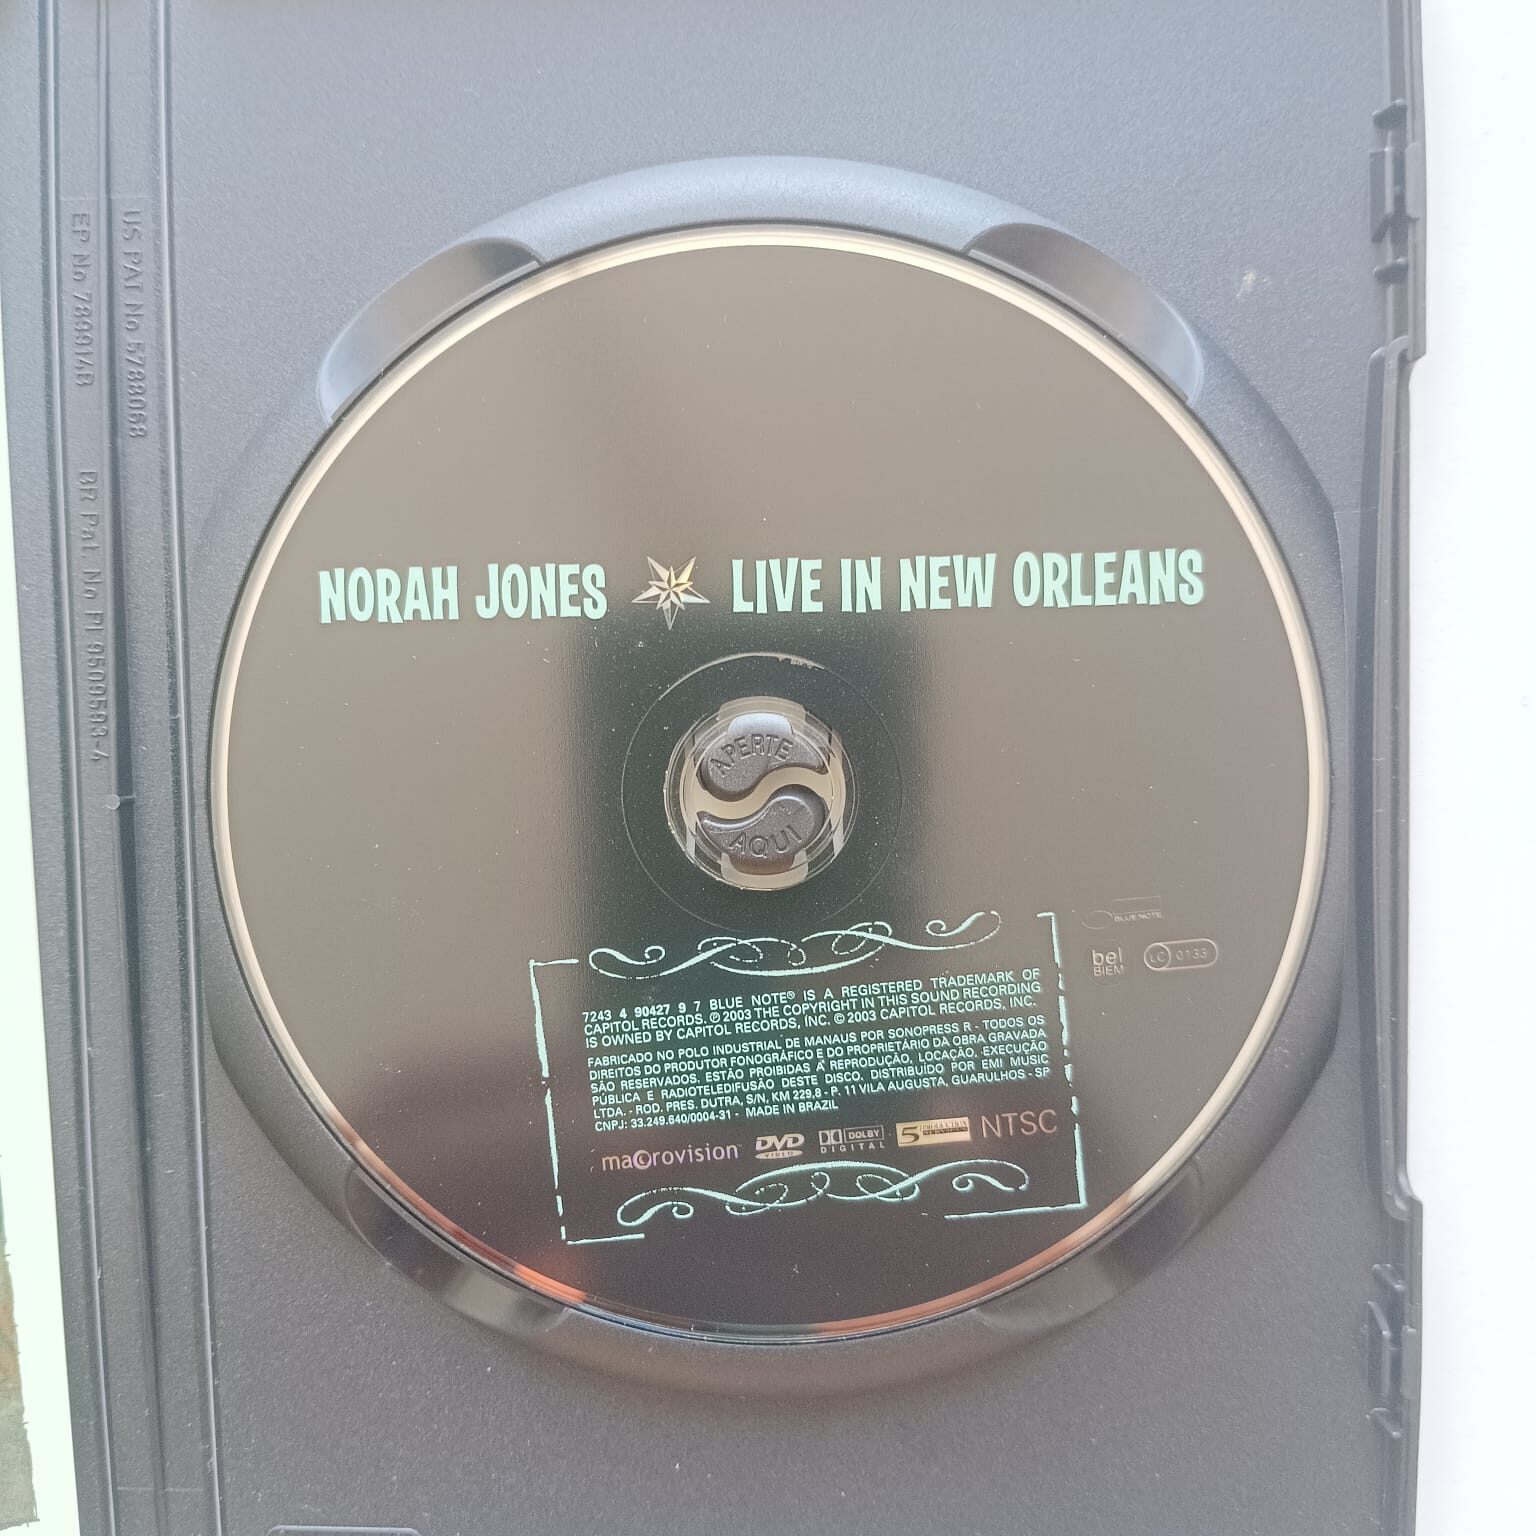 US PAT No 5788068
EP No 789914B
BR Pat. No PI 9509593-4
NORAH JONES LIVE IN NEW ORLEANS
APERTE
AQUI
BLUE NOTE
bel
BIEM
LC 0133
7243 4 90427 9 7 BLUE NOTE® IS A REGISTERED TRADEMARK OF
CAPITOL RECORDS. ℗ 2003 THE COPYRIGHT IN THIS SOUND RECORDING
IS OWNED BY CAPITOL RECORDS, INC. © 2003 CAPITOL RECORDS, INC.
FABRICADO NO POLO INDUSTRIAL DE MANAUS POR SONOPRESS R - TODOS OS
DIREITOS DO PRODUTOR FONOGRÁFICO E DO PROPRIETÁRIO DA OBRA GRAVADA
SÃO RESERVADOS. ESTÃO PROIBIDAS A REPRODUÇÃO, LOCAÇÃO, EXECUÇÃO
PÚBLICA E RADIOTELEDIFUSÃO DESTE DISCO. DISTRIBUÍDO POR EMI MUSIC
LTDA. - ROD. PRES. DUTRA, S/N, KM 229,8 - P. 11 VILA AUGUSTA, GUARULHOS - SP
CNPJ: 33.249.640/0004-31 - MADE IN BRAZIL
macrovision DVD VIDEO DOLBY DIGITAL 5 PRODUCTION SERVICES NTSC